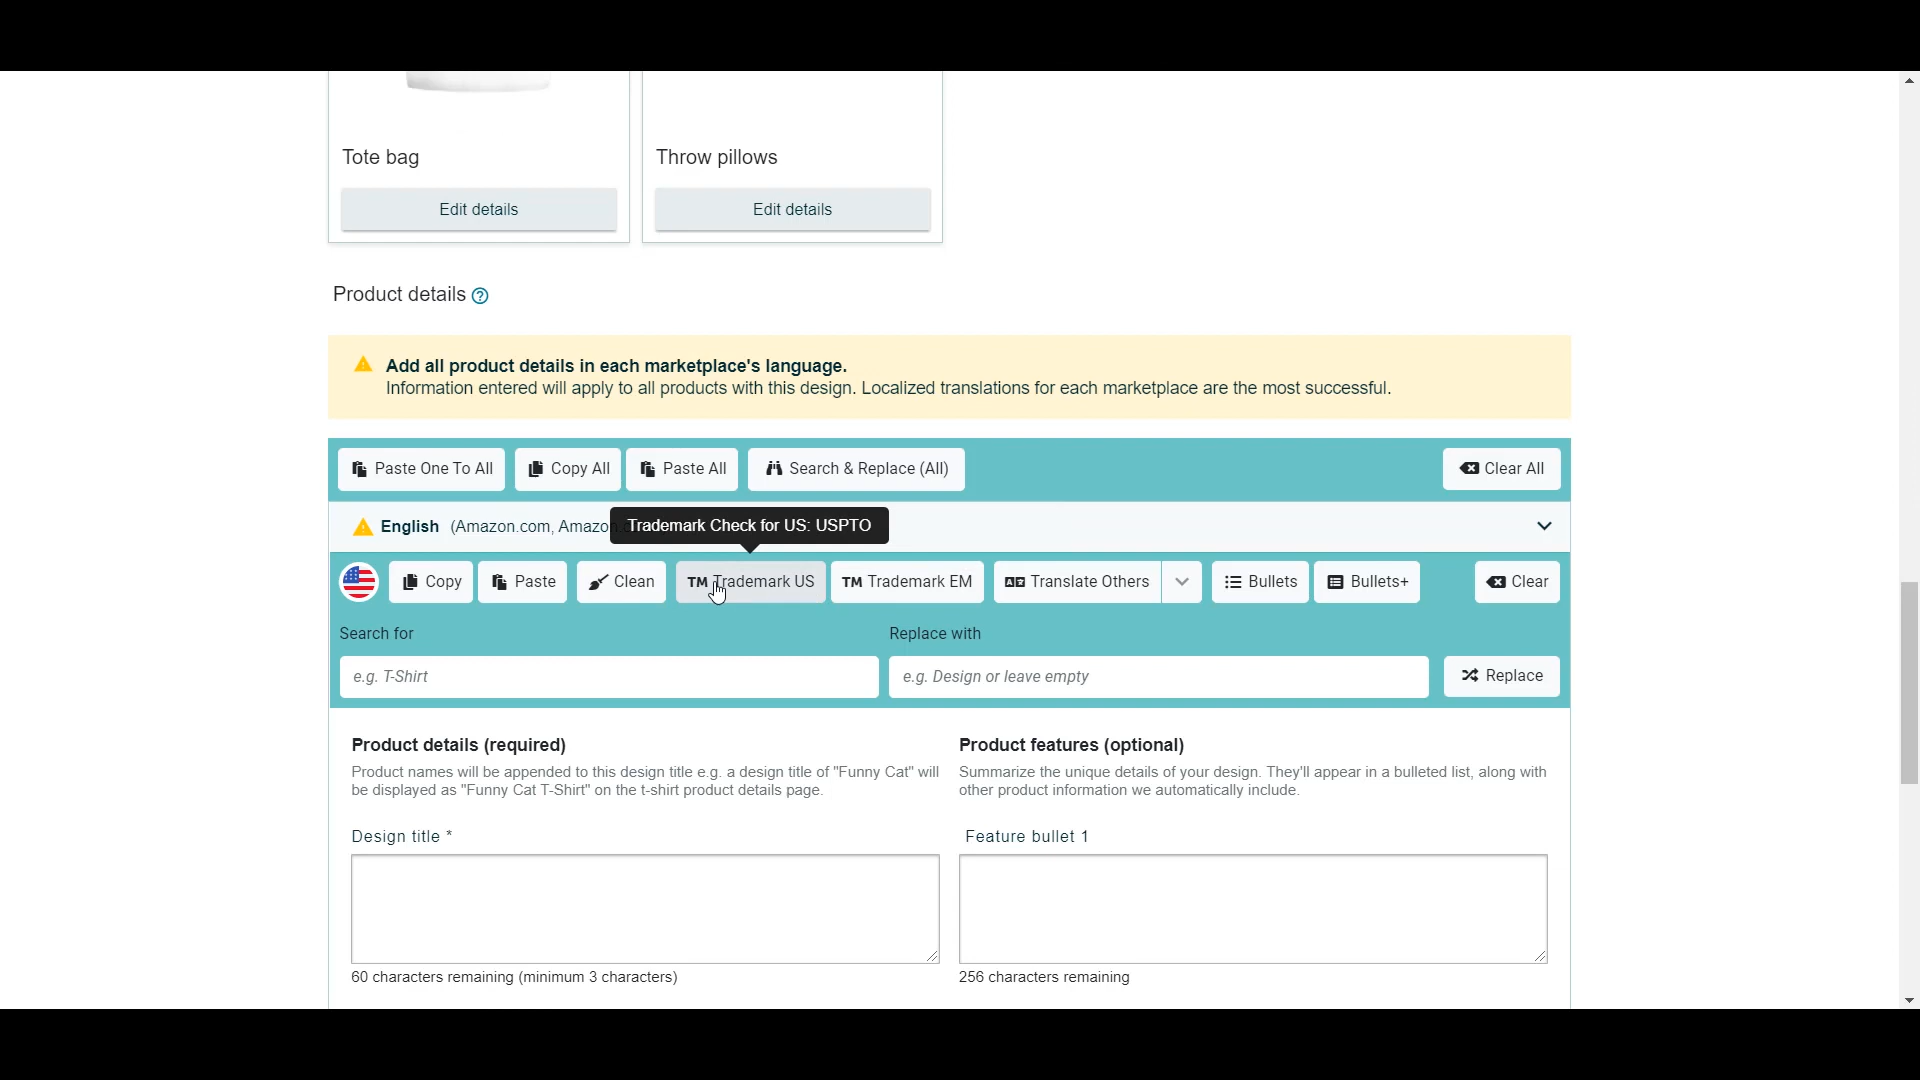 Tote bag
Throw pillows
Edit details
Edit details
Product details
Add all product details in each marketplace's language.
Information entered will apply to all products with this design. Localized translations for each marketplace are the most successful.
Paste One To All
Copy All
Paste All
Search & Replace (All)
Clear All
English (Amazon.com,
Trademark Check for US: USPTO
Copy
Paste
Clean
TM Trademark US
TM Trademark EM
Translate Others
Bullets
Bullets+
Clear
Search for
Replace with
e.g. T-Shirt
e.g. Design or leave empty
Replace
Product details (required)
Product names will be appended to this design title e.g. a design title of "Funny Cat" will
be displayed as "Funny Cat T-Shirt" on the t-shirt product details page.
Product features (optional)
Summarize the unique details of your design. They'll appear in a bulleted list, along with
other product information we automatically include.
Design title *
Feature bullet 1
60 characters remaining (minimum 3 characters)
256 characters remaining